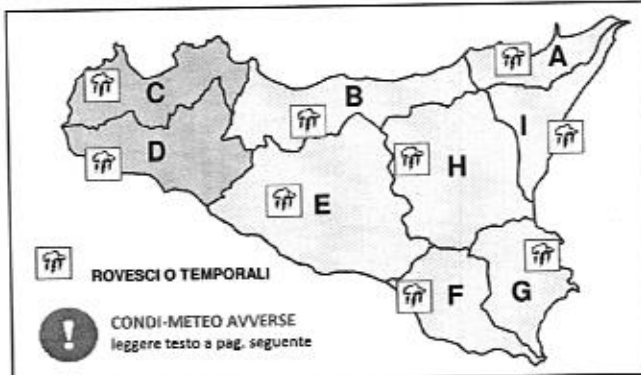 A
C
B
I
D
H
E
ROVESCI O TEMPORALI
F
G
!
CONDI-METEO AVVERSE
leggere testo a pag. seguente